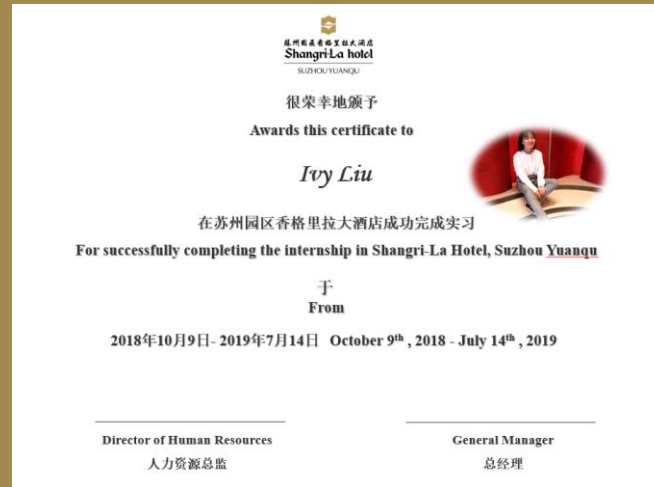 苏州园区香格里拉大酒店
Shangri-La hotel
SUZHOU YUANQU
很荣幸地颁予
Awards this certificate to
Ivy Liu
在苏州园区香格里拉大酒店成功完成实习
For successfully completing the internship in Shangri-La Hotel, Suzhou Yuanqu
于
From
2018年10月9日- 2019年7月14日 October 9th , 2018 - July 14th , 2019
Director of Human Resources
General Manager
人力资源总监
总经理